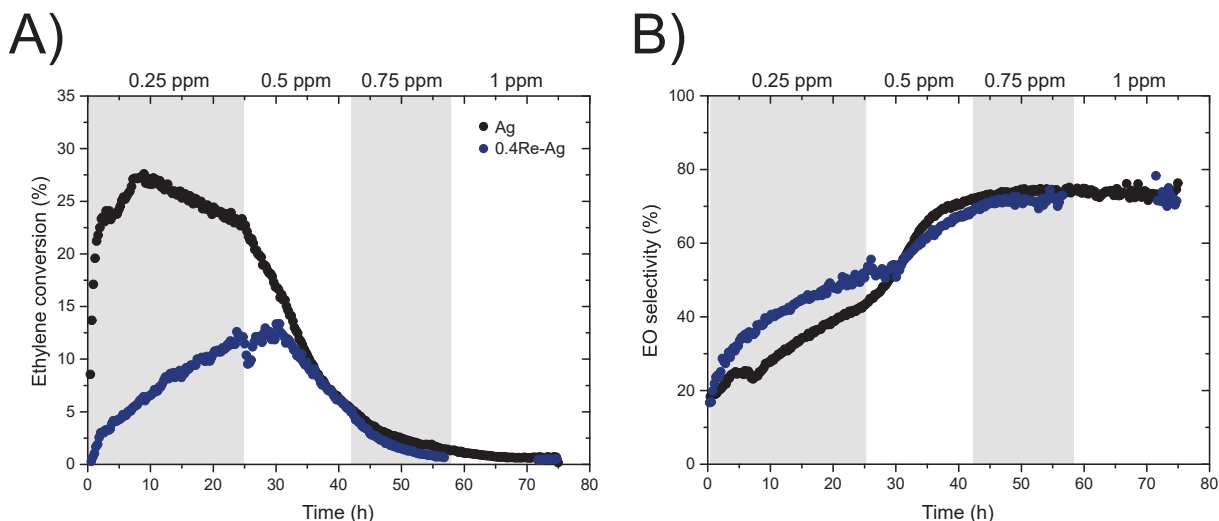 A)
0.25 ppm 0.5 ppm 0.75 ppm 1 ppm
35
30
25
20
15
10
5
0
Ethylene conversion (%)
Ag
0.4Re-Ag
0 10 20 30 40 50 60 70 80
Time (h)
B)
0.25 ppm 0.5 ppm 0.75 ppm 1 ppm
100
80
60
40
20
0
EO selectivity (%)
0 10 20 30 40 50 60 70 80
Time (h)